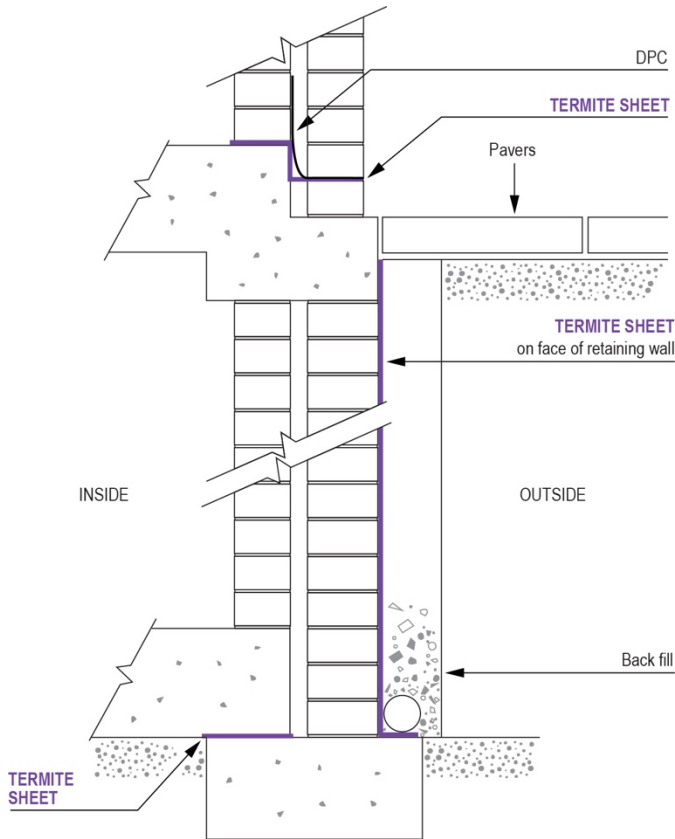 DPC
TERMITE SHEET
Pavers
TERMITE SHEET
on face of retaining wall
INSIDE
OUTSIDE
Back fill
TERMITE
SHEET